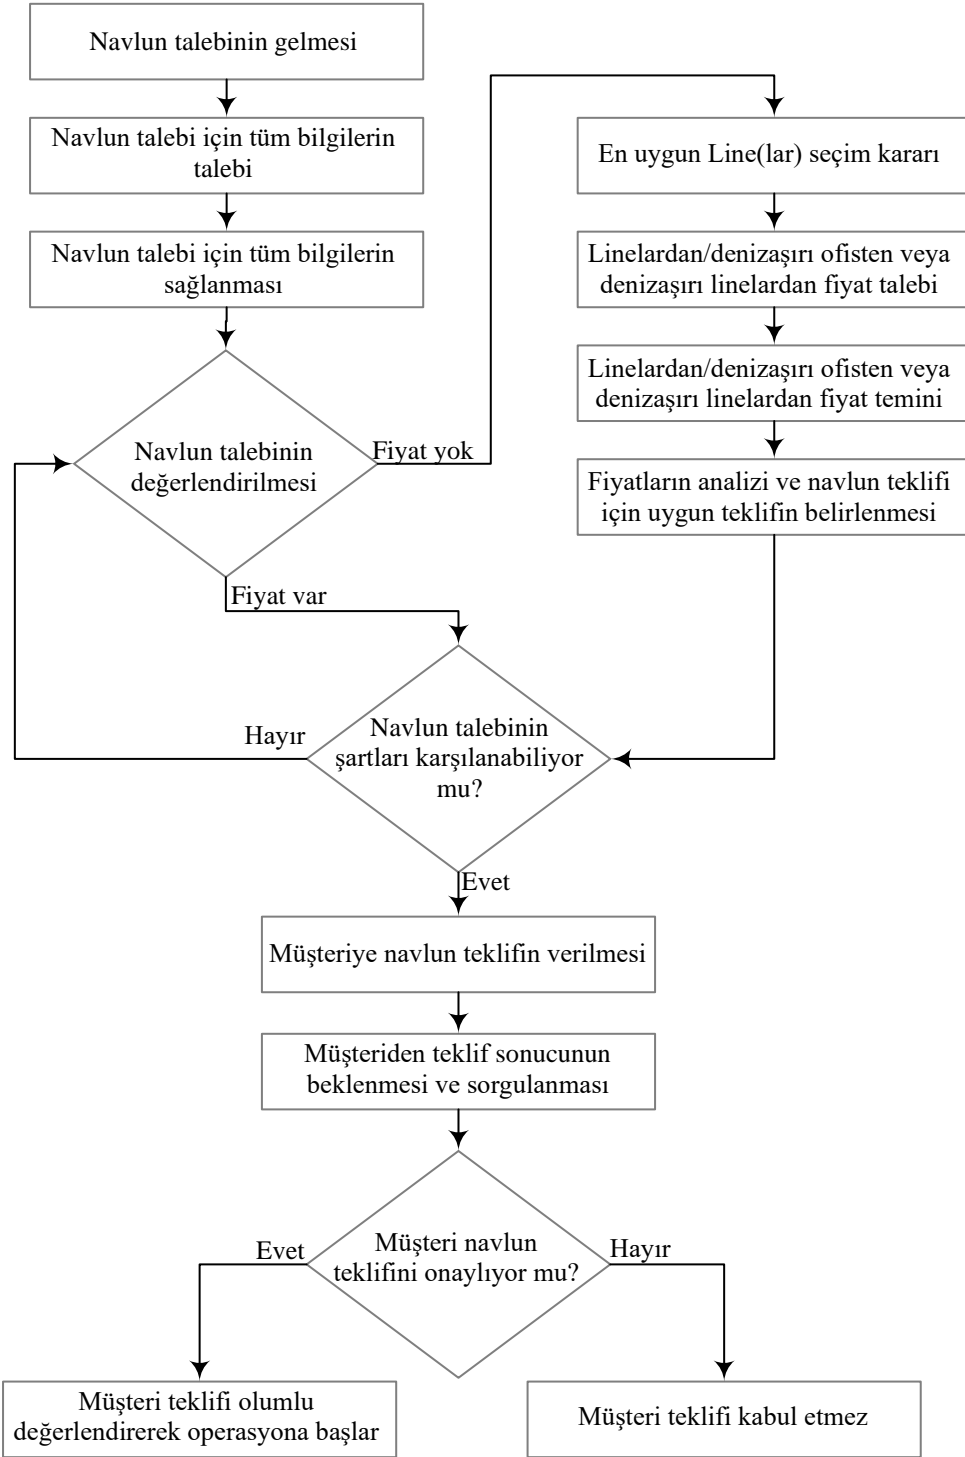 Navlun talebinin gelmesi
Navlun talebi için tüm bilgilerin
talebi
Navlun talebi için tüm bilgilerin
sağlanması
Navlun talebinin
değerlendirilmesi
Fiyat yok
Fiyat var
En uygun Line(lar) seçim kararı
Linelardan/denizaşırı ofisten veya
denizaşırı linelardan fiyat talebi
Linelardan/denizaşırı ofisten veya
denizaşırı linelardan fiyat temini
Fiyatların analizi ve navlun teklifi
için uygun teklifin belirlenmesi
Hayır
Navlun talebinin
şartları karşılanabiliyor
mu?
Evet
Müşteriye navlun teklifin verilmesi
Müşteriden teklif sonucunun
beklenmesi ve sorgulanması
Evet
Müşteri navlun
teklifini onaylıyor mu?
Hayır
Müşteri teklifi olumlu
değerlendirerek operasyona başlar
Müşteri teklifi kabul etmez